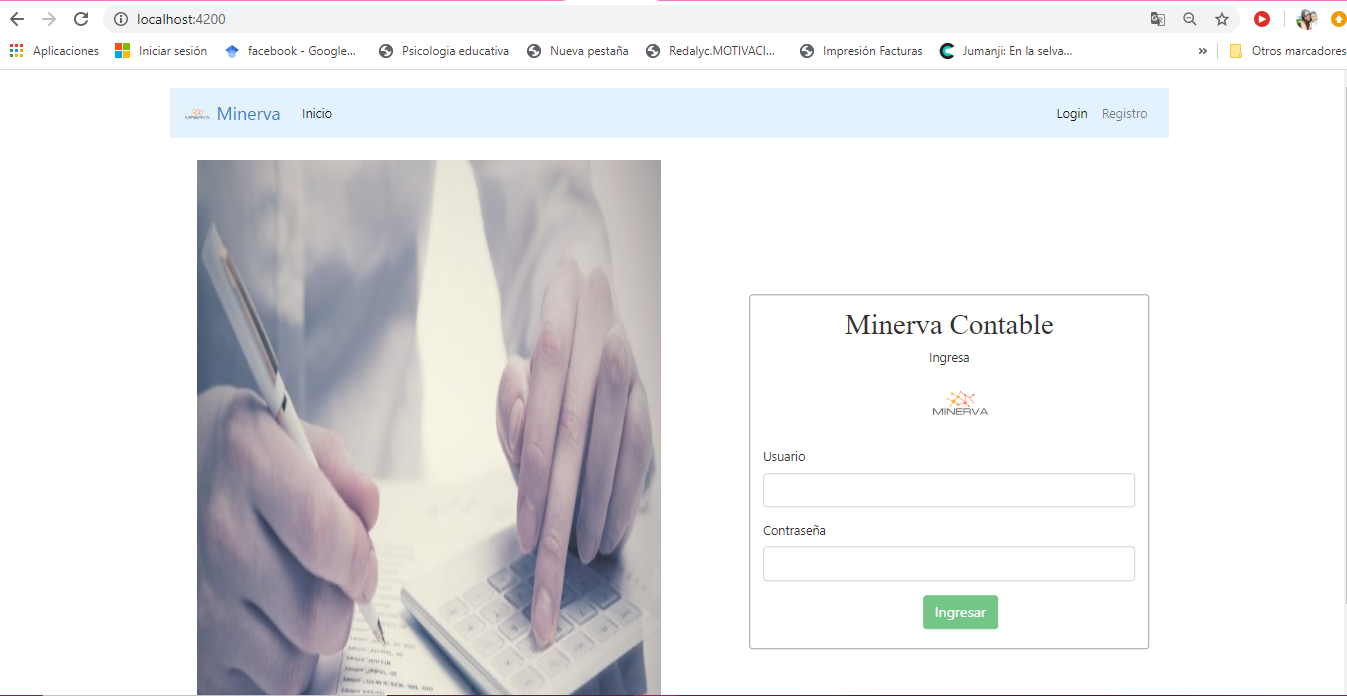 localhost:4200
Aplicaciones Iniciar sesión facebook - Google... Psicologia educativa Nueva pestaña Redalyc.MOTIVACI... Impresión Facturas Jumanji: En la selva... » Otros marcadores
MINERVA Minerva Inicio Login Registro
Minerva Contable
Ingresa
MINERVA
Usuario
Contraseña
Ingresar